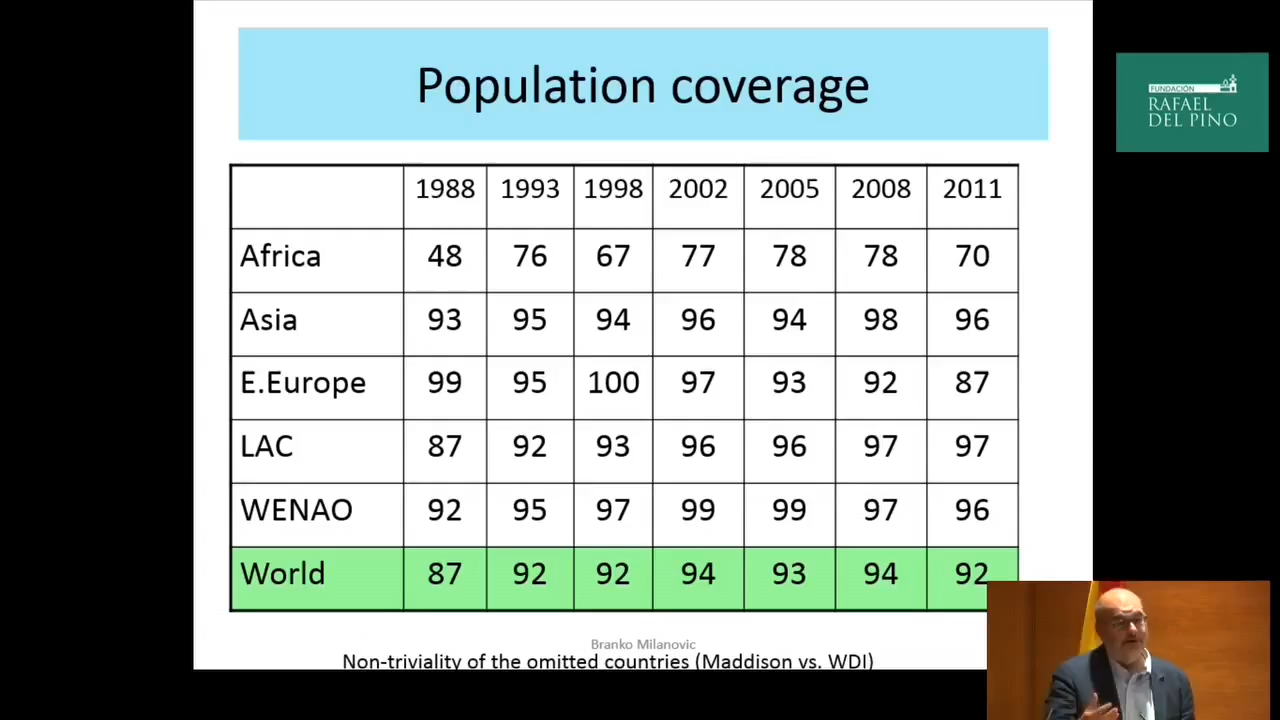 Population coverage
FUNDACIÓN
RAFAEL
DEL PINO
1988 1993 1998 2002 2005 2008 2011
Africa 48 76 67 77 78 78 70
Asia 93 95 94 96 94 98 96
E.Europe 99 95 100 97 93 92 87
LAC 87 92 93 96 96 97 97
WENAO 92 95 97 99 99 97 96
World 87 92 92 94 93 94 92
Branko Milanovic
Non-triviality of the omitted countries (Maddison vs. WDI)